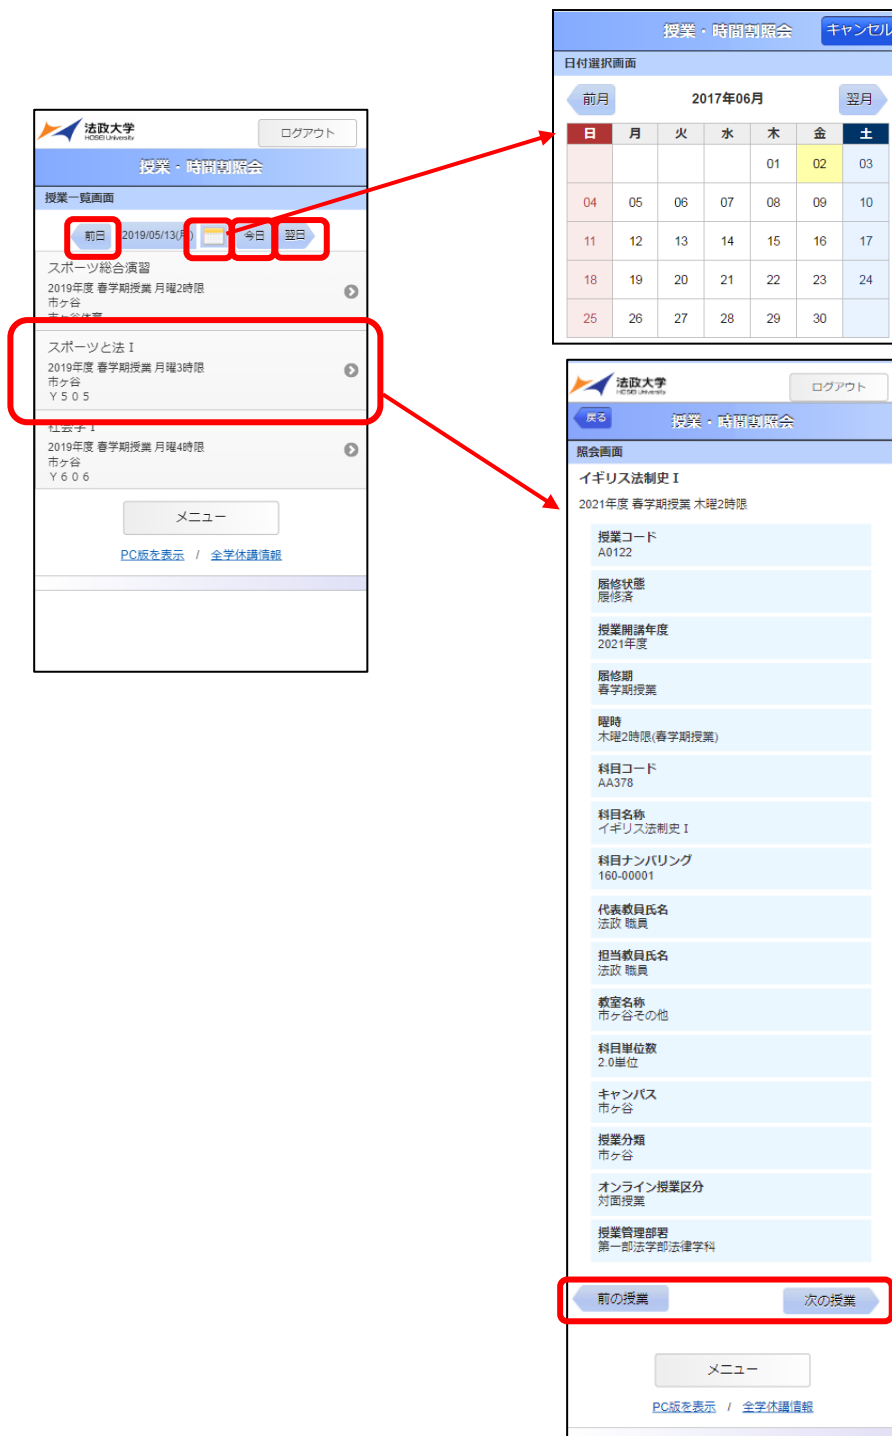 法政大学
HOSEI University
ログアウト
授業・時間割照会
授業一覧画面
前日
2019/05/13(月)
今日
翌日
スポーツ総合演習
2019年度 春学期授業 月曜2時限
市ヶ谷
市ヶ谷体育
スポーツと法Ⅰ
2019年度 春学期授業 月曜3時限
市ヶ谷
Ｙ５０５
社会学Ⅰ
2019年度 春学期授業 月曜4時限
市ヶ谷
Ｙ６０６
メニュー
PC版を表示 / 全学休講情報
授業・時間割照会
キャンセル
日付選択画面
前月 2017年06月 翌月
日 月 火 水 木 金 土
01 02 03
04 05 06 07 08 09 10
11 12 13 14 15 16 17
18 19 20 21 22 23 24
25 26 27 28 29 30
法政大学
HOSEI University
ログアウト
戻る
授業・時間割照会
照会画面
イギリス法制史Ⅰ
2021年度 春学期授業 木曜2時限
授業コード
A0122
履修状態
履修済
授業開講年度
2021年度
履修期
春学期授業
曜時
木曜2時限(春学期授業)
科目コード
AA378
科目名称
イギリス法制史Ⅰ
科目ナンバリング
160-00001
代表教員氏名
法政 職員
担当教員氏名
法政 職員
教室名称
市ヶ谷その他
科目単位数
2.0単位
キャンパス
市ヶ谷
授業分類
市ヶ谷
オンライン授業区分
対面授業
授業管理部署
第一部法学部法律学科
前の授業
次の授業
メニュー
PC版を表示 / 全学休講情報